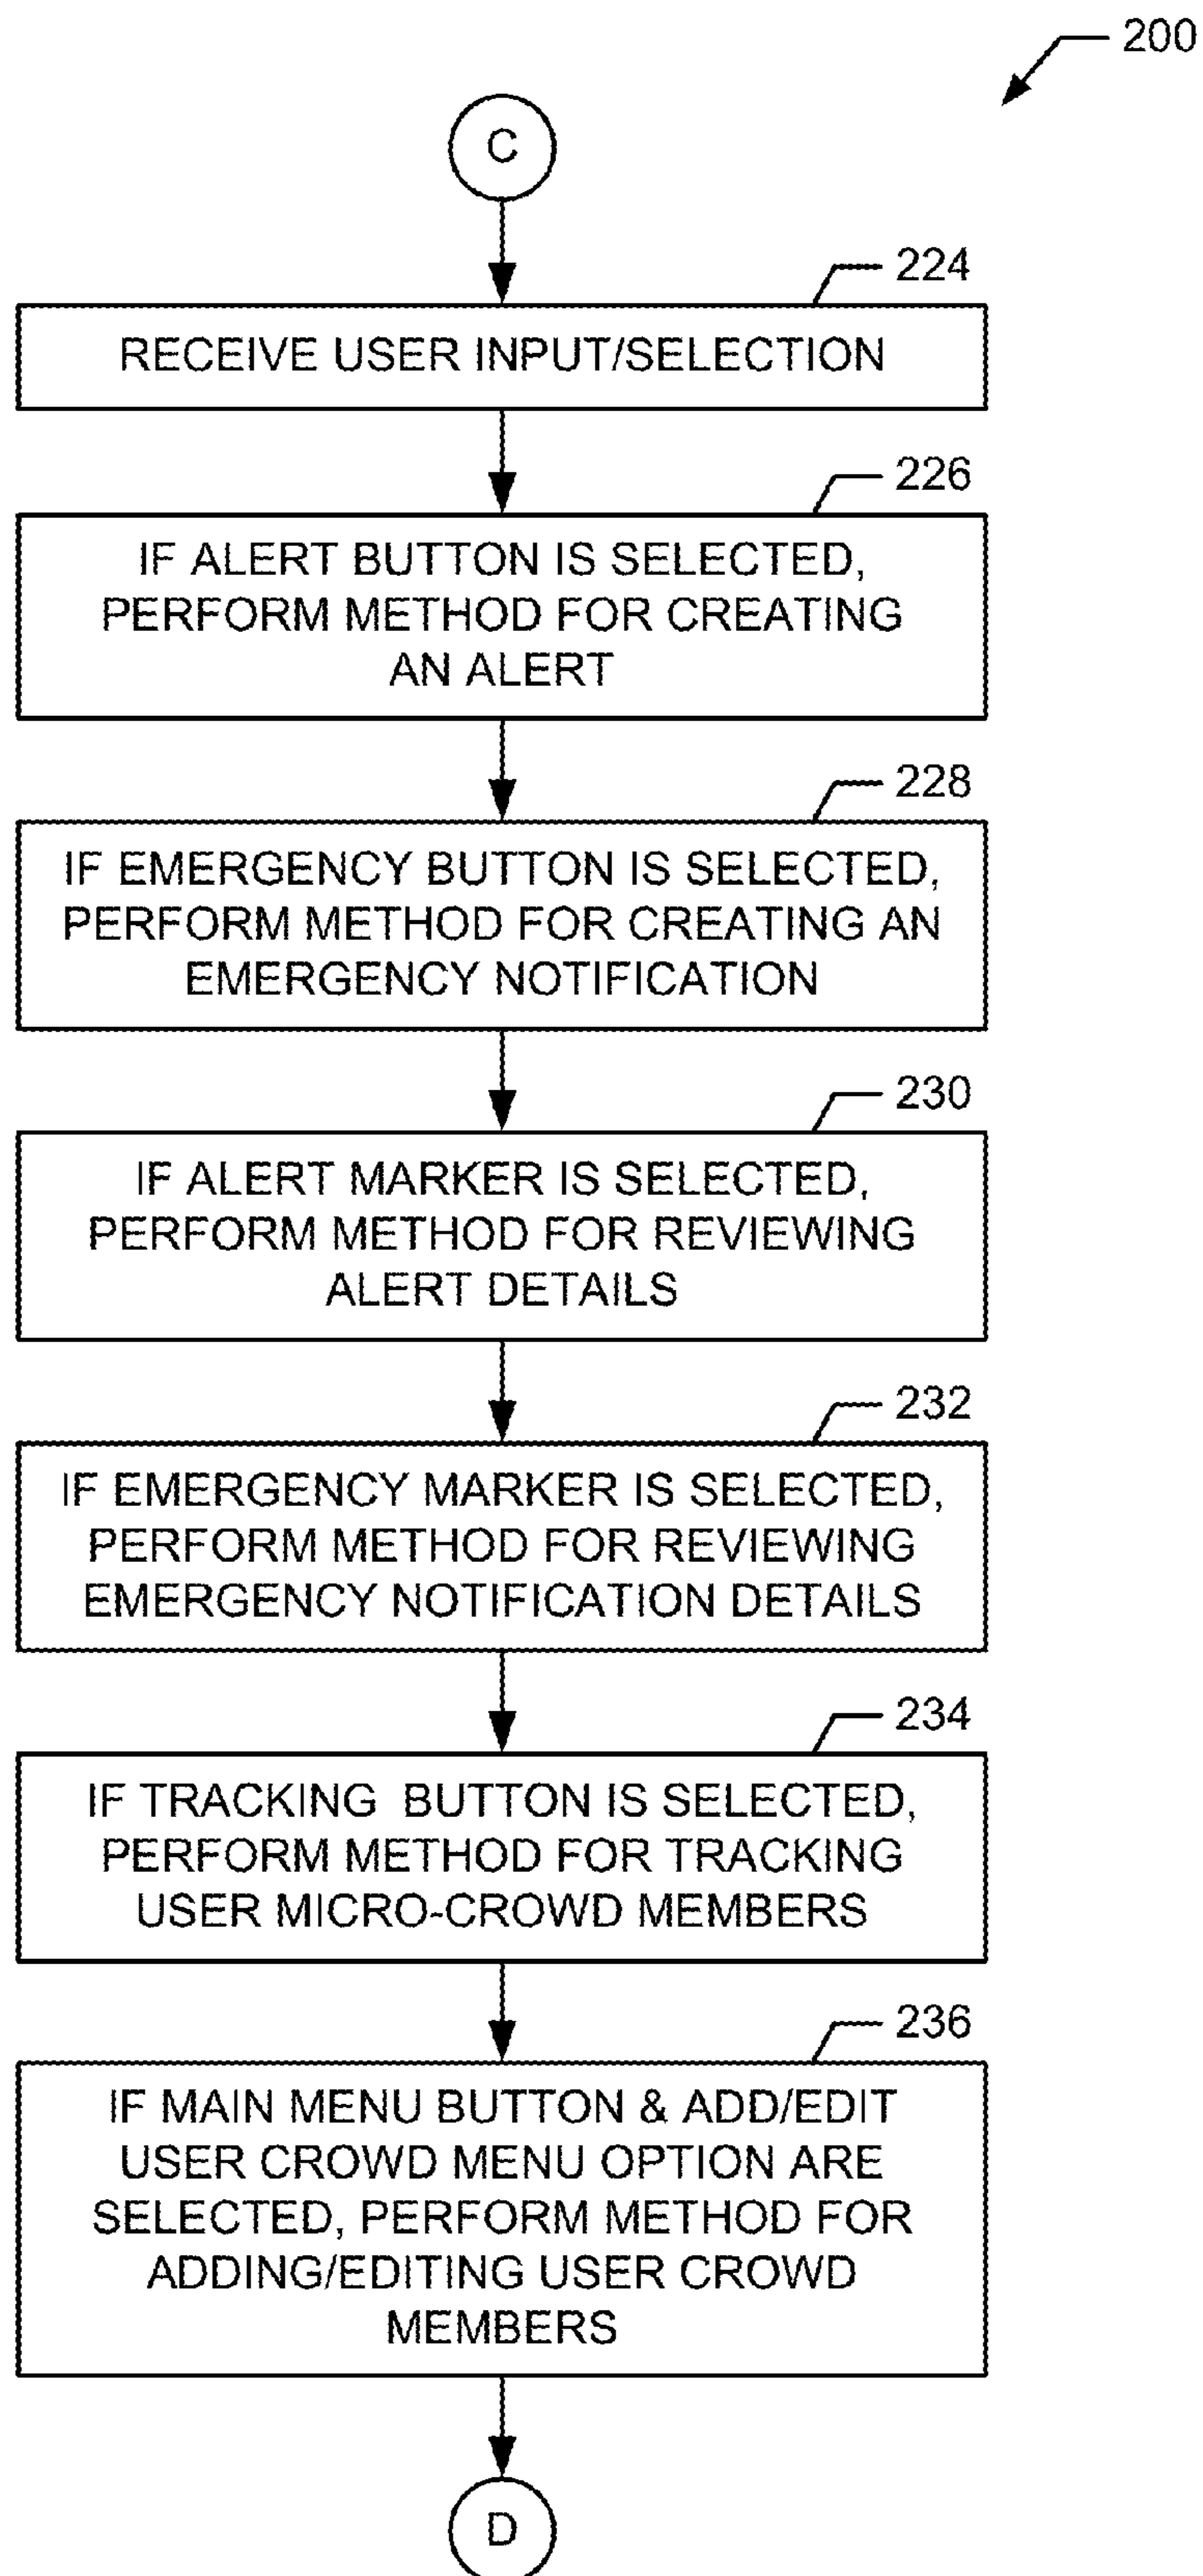 200
C
224
RECEIVE USER INPUT/SELECTION
226
IF ALERT BUTTON IS SELECTED,
PERFORM METHOD FOR CREATING
AN ALERT
228
IF EMERGENCY BUTTON IS SELECTED,
PERFORM METHOD FOR CREATING AN
EMERGENCY NOTIFICATION
230
IF ALERT MARKER IS SELECTED,
PERFORM METHOD FOR REVIEWING
ALERT DETAILS
232
IF EMERGENCY MARKER IS SELECTED,
PERFORM METHOD FOR REVIEWING
EMERGENCY NOTIFICATION DETAILS
234
IF TRACKING BUTTON IS SELECTED,
PERFORM METHOD FOR TRACKING
USER MICRO-CROWD MEMBERS
236
IF MAIN MENU BUTTON & ADD/EDIT
USER CROWD MENU OPTION ARE
SELECTED, PERFORM METHOD FOR
ADDING/EDITING USER CROWD
MEMBERS
D